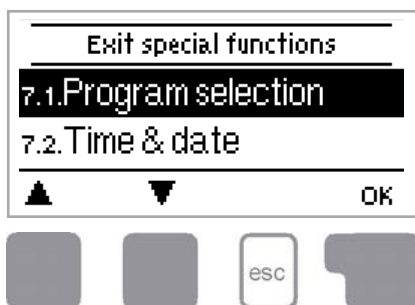 Exit special functions
7.1.Program selection
7.2.Time & date
▲ ▼ OK
esc